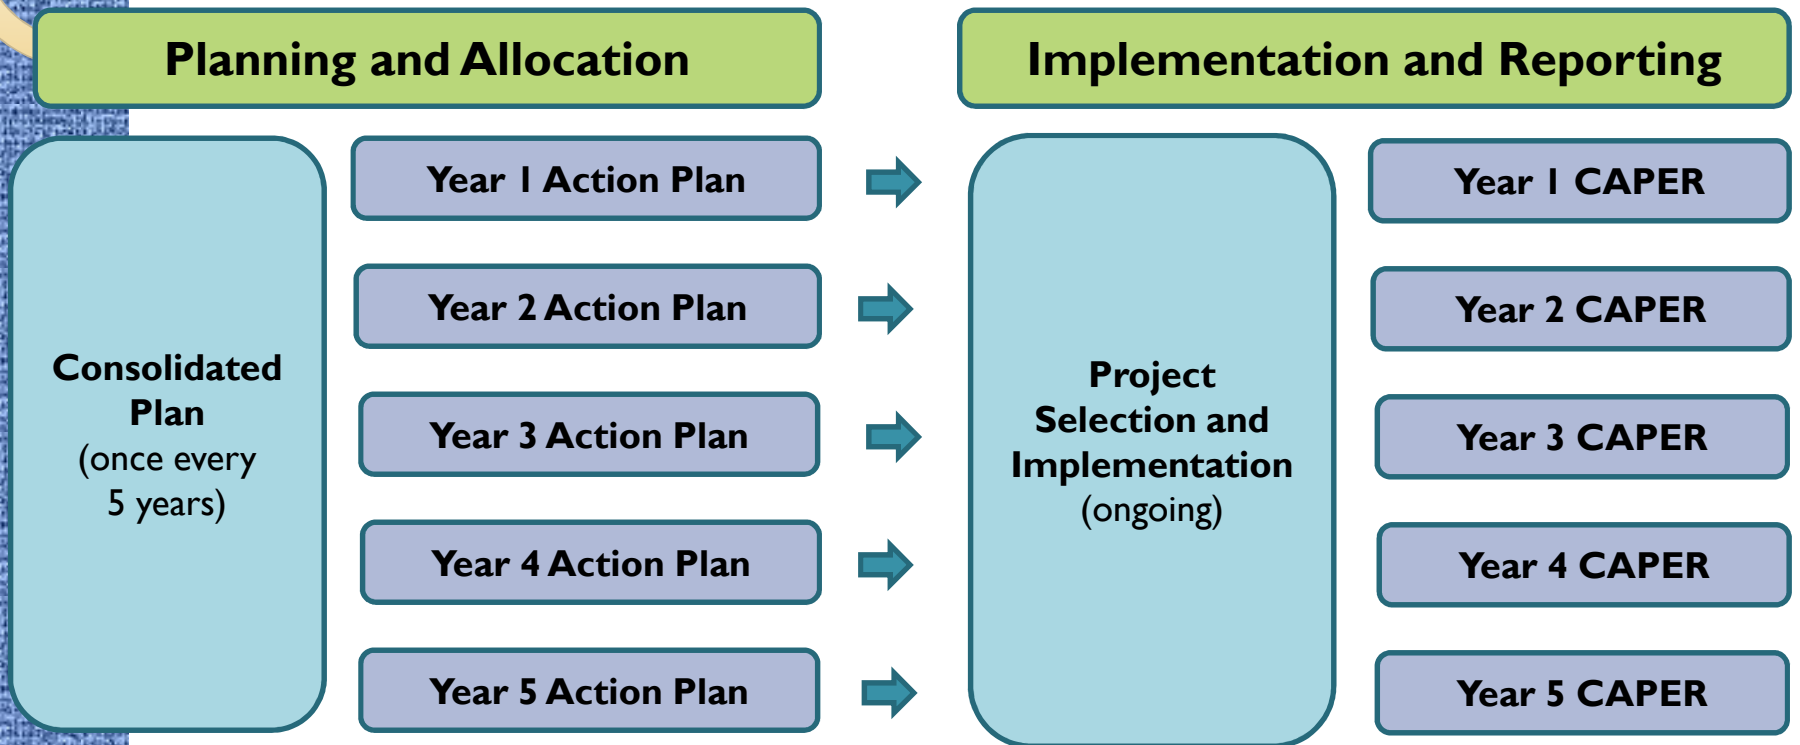 Planning and Allocation
Implementation and Reporting
Consolidated
Plan
(once every
5 years)
Year 1 Action Plan
Year 2 Action Plan
Year 3 Action Plan
Year 4 Action Plan
Year 5 Action Plan
Project
Selection and
Implementation
(ongoing)
Year 1 CAPER
Year 2 CAPER
Year 3 CAPER
Year 4 CAPER
Year 5 CAPER